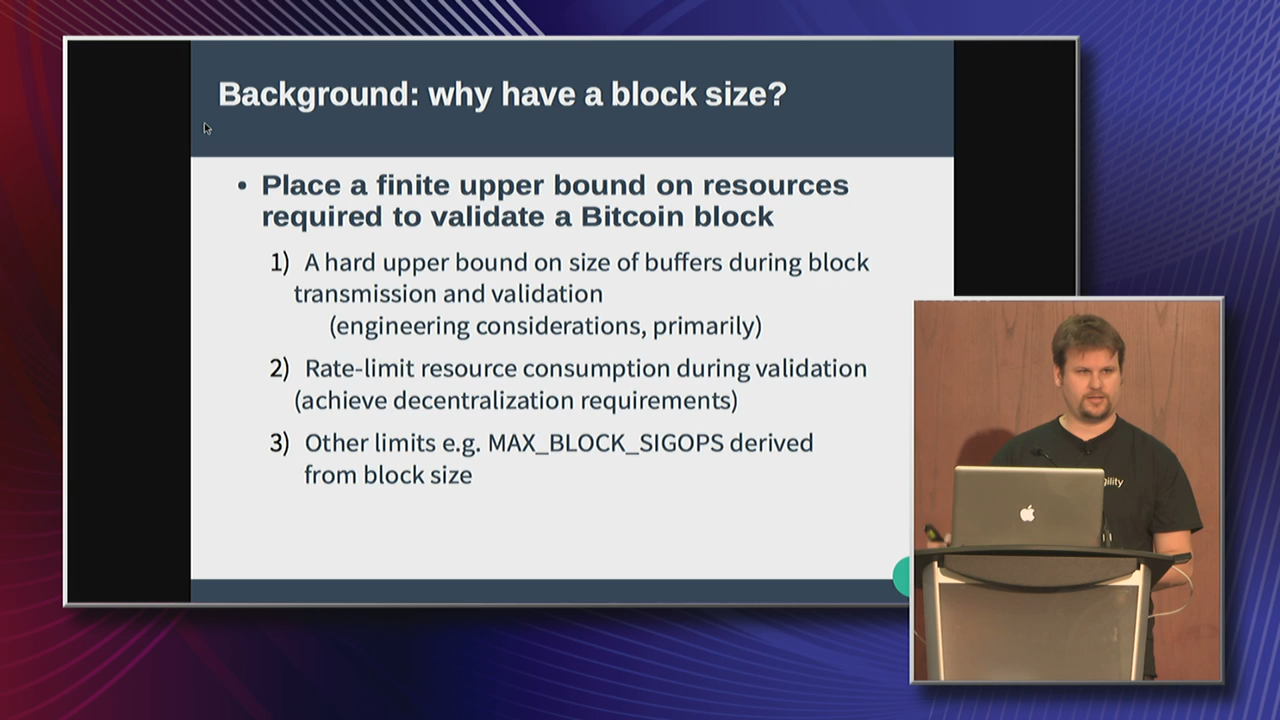 Background: why have a block size?
• Place a finite upper bound on resources
required to validate a Bitcoin block
1) A hard upper bound on size of buffers during block
transmission and validation
(engineering considerations, primarily)
2) Rate-limit resource consumption during validation
(achieve decentralization requirements)
3) Other limits e.g. MAX_BLOCK_SIGOPS derived
from block size